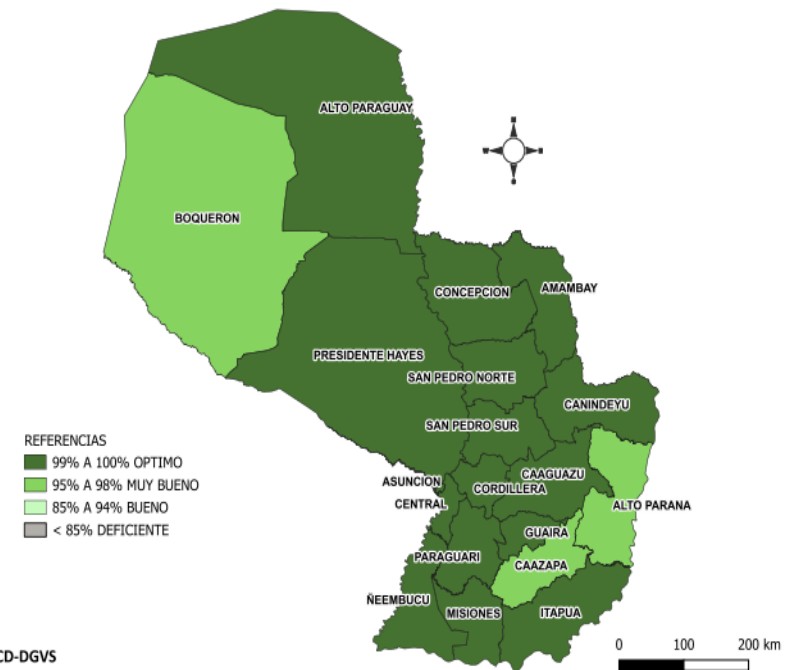 ALTO PARAGUAY
BOQUERON
CONCEPCION
AMAMBAY
PRESIDENTE HAYES
SAN PEDRO NORTE
CANINDEYU
SAN PEDRO SUR
REFERENCIAS
99% A 100% OPTIMO
95% A 98% MUY BUENO
85% A 94% BUENO
< 85% DEFICIENTE
ASUNCION
CAAGUAZU
CORDILLERA
CENTRAL
ALTO PARANA
GUAIRA
PARAGUARI
CAAZAPA
ÑEEMBUCU
MISIONES
ITAPUA
CD-DGVS
0 100 200 km